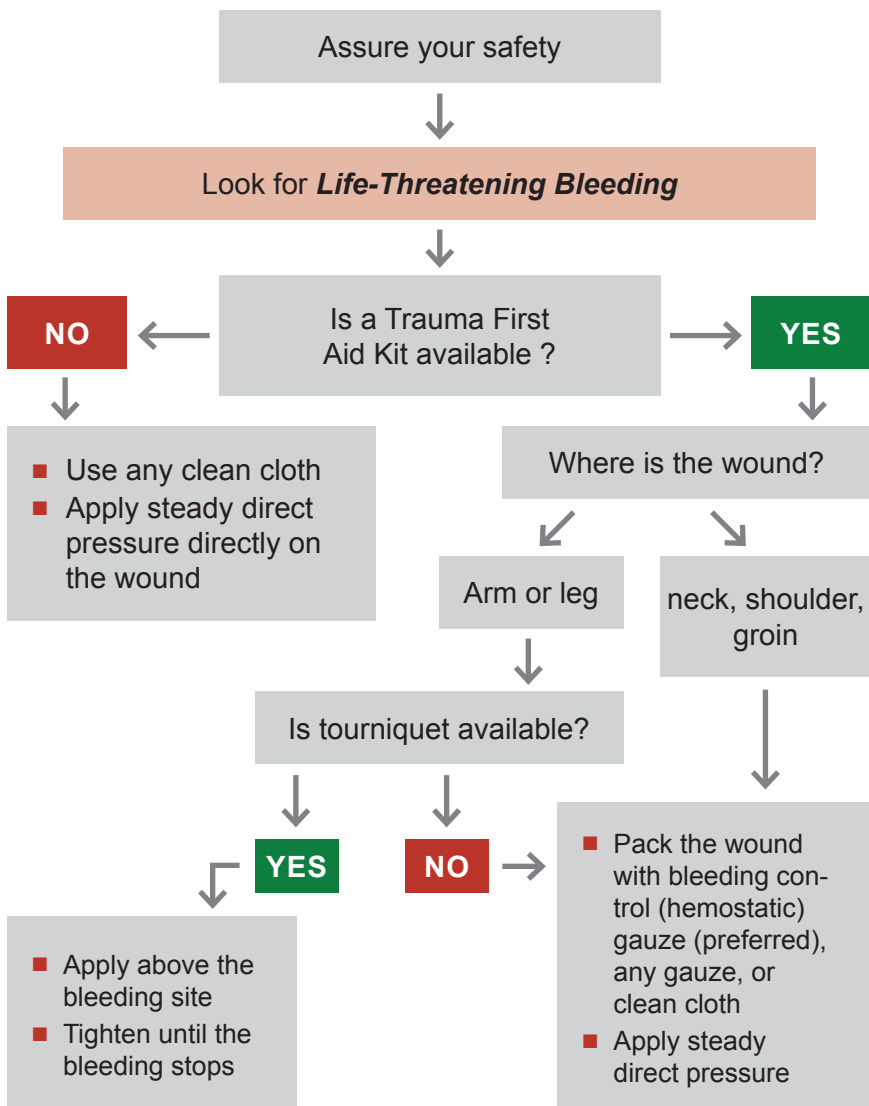 Assure your safety
Look for Life-Threatening Bleeding
Is a Trauma First
Aid Kit available ?
NO
YES
■ Use any clean cloth
■ Apply steady direct
pressure directly on
the wound
Where is the wound?
Arm or leg
neck, shoulder,
groin
Is tourniquet available?
YES
NO
■ Apply above the
bleeding site
■ Tighten until the
bleeding stops
■ Pack the wound
with bleeding con-
trol (hemostatic)
gauze (preferred),
any gauze, or
clean cloth
■ Apply steady
direct pressure